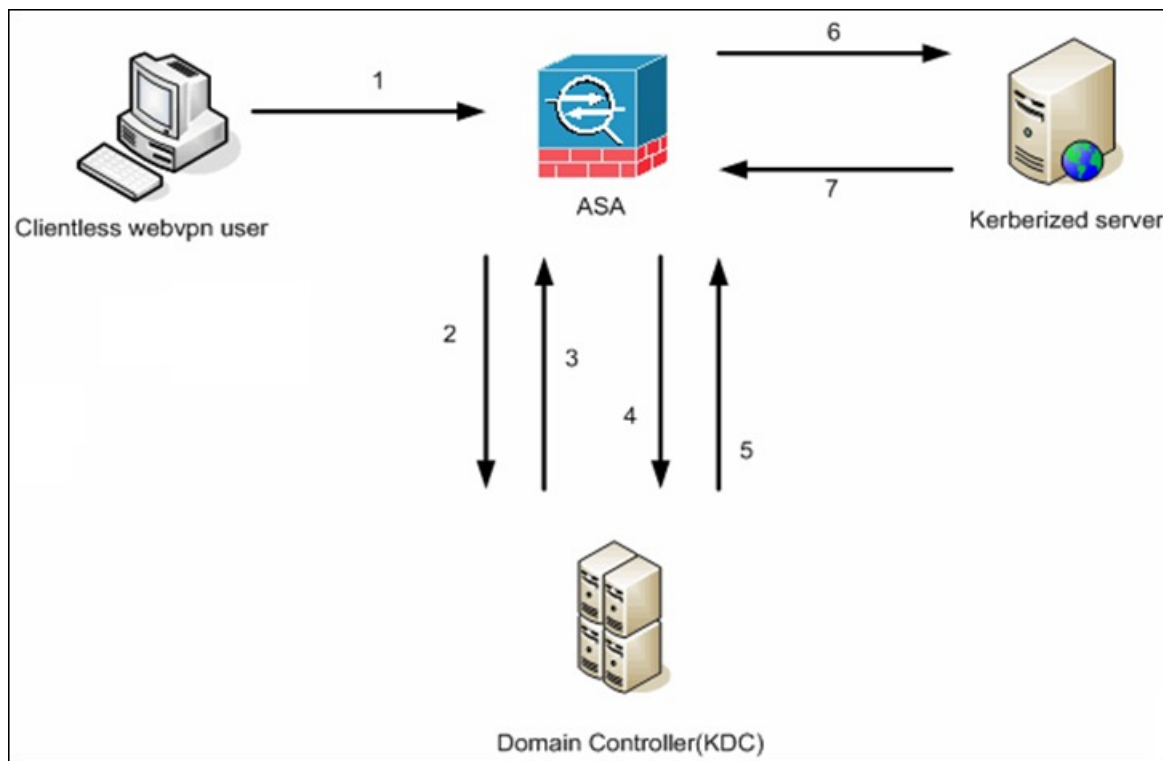 1
6
7
Clientless webvpn user
ASA
Kerberized server
2
3
4
5
Domain Controller(KDC)